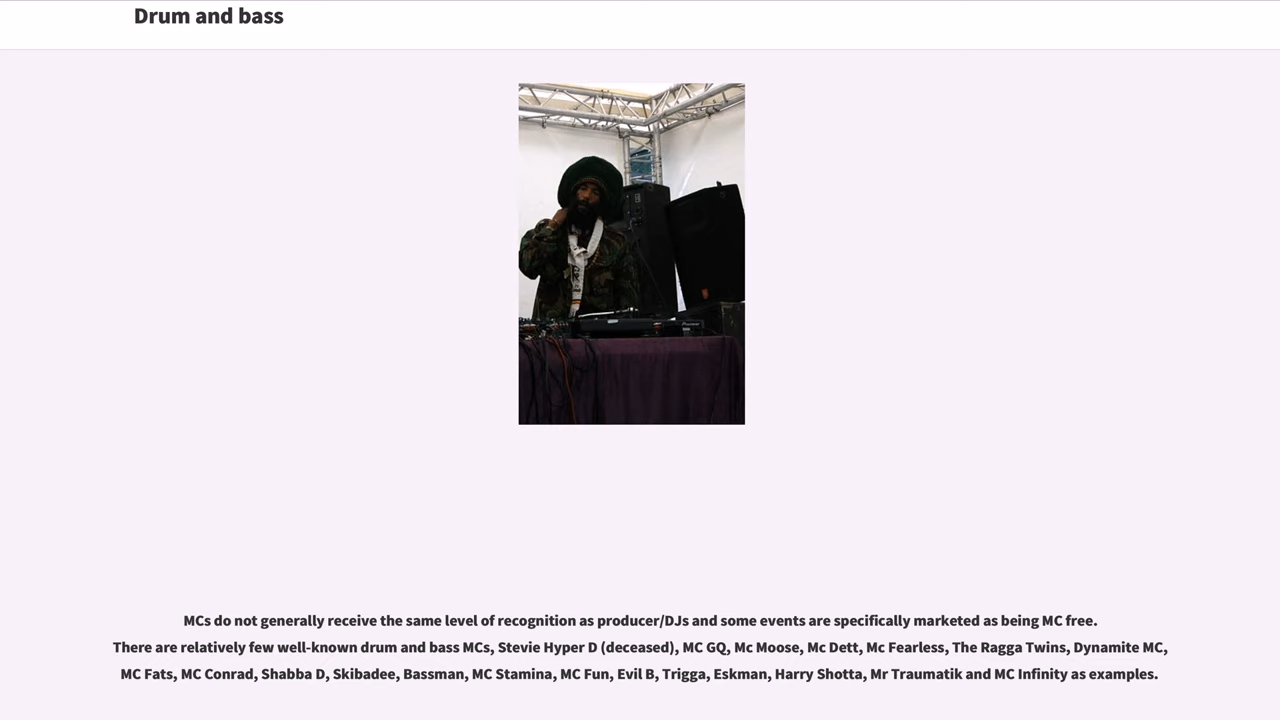 Drum and bass
MCs do not generally receive the same level of recognition as producer/DJs and some events are specifically marketed as being MC free.
There are relatively few well-known drum and bass MCs, Stevie Hyper D (deceased), MC GQ, Mc Moose, Mc Dett, Mc Fearless, The Ragga Twins, Dynamite MC,
MC Fats, MC Conrad, Shabba D, Skibadee, Bassman, MC Stamina, MC Fun, Evil B, Trigga, Eskman, Harry Shotta, Mr Traumatik and MC Infinity as examples.